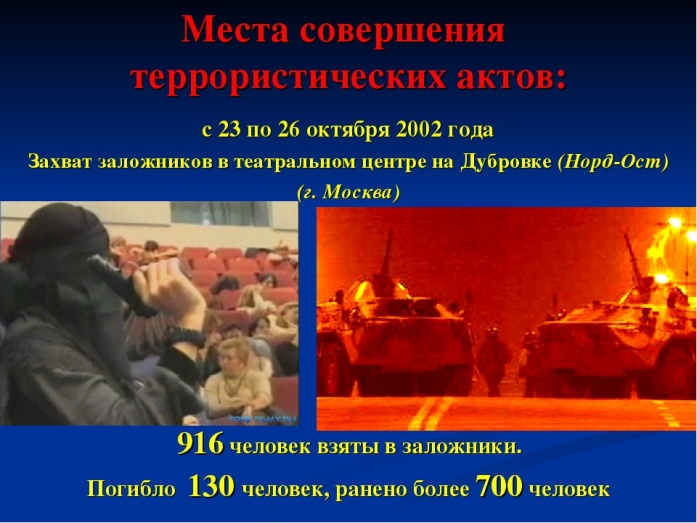 Места совершения
террористических актов:
с 23 по 26 октября 2002 года
Захват заложников в театральном центре на Дубровке (Норд-Ост)
(г. Москва)
916 человек взяты в заложники.
Погибло 130 человек, ранено более 700 человек